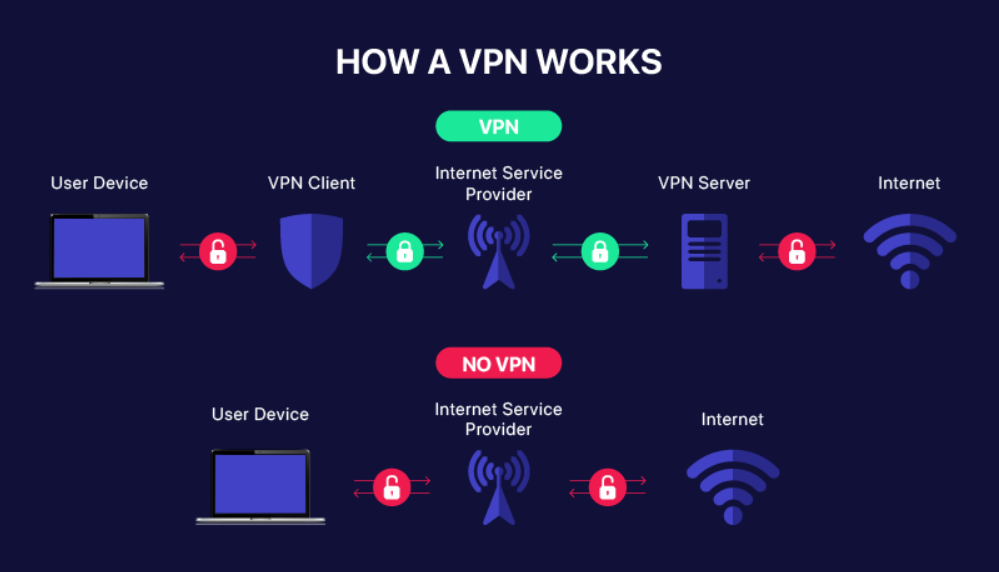 HOW A VPN WORKS
VPN
User Device
VPN Client
Internet Service
Provider
VPN Server
Internet
NO VPN
User Device
Internet Service
Provider
Internet